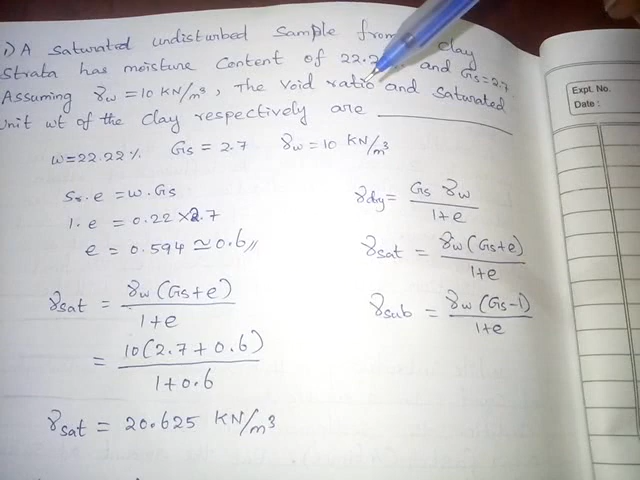 1) A saturated undisturbed sample from clay
Strata has moisture Content of 22.2 and Gs=2.7
Assuming γw=10 KN/m³, The void ratio and saturated
Unit wt of the clay respectively are ________
w=22.22% Gs = 2.7 γw=10 KN/m³
Sr.e = w.Gs
1.e = 0.22×2.7
e = 0.594 ≃0.6//
γsat = γw(Gs+e)/1+e
= 10(2.7+0.6)/1+0.6
γsat = 20.625 KN/m³
γdry= Gs γw/1+e
γsat = γw(Gs+e)/1+e
γsub = γw(Gs-1)/1+e
Expt. No.
Date :